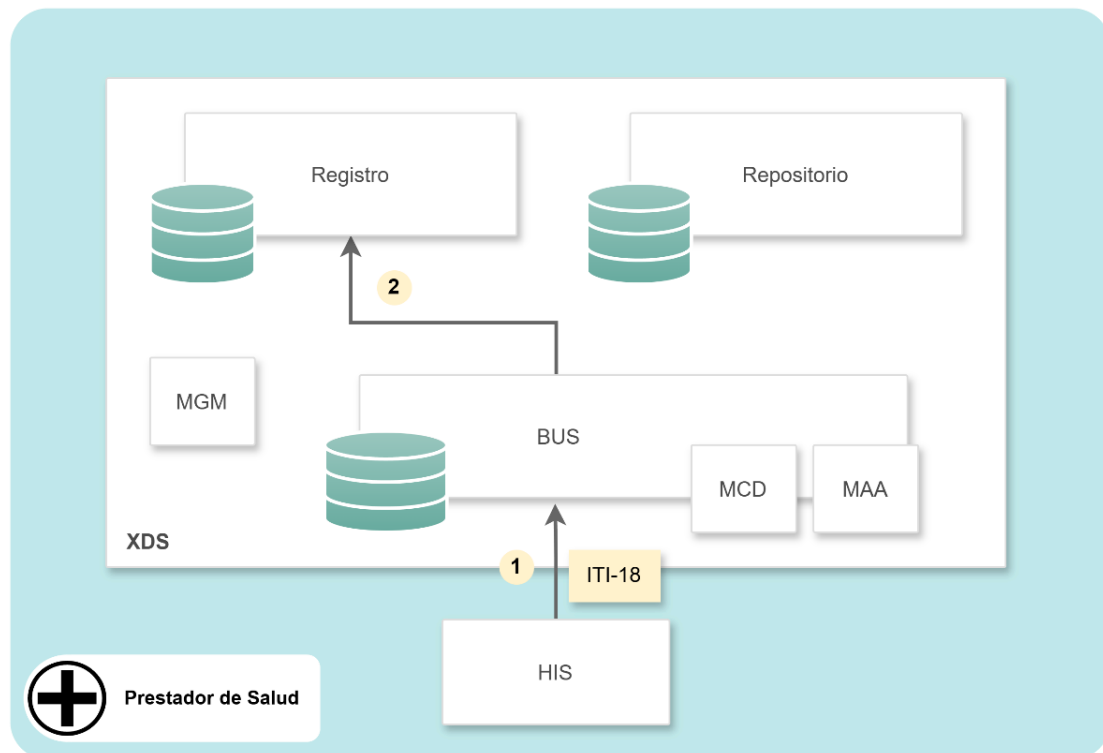 Registro
Repositorio
2
MGM
BUS
MCD
MAA
XDS
1
ITI-18
HIS
Prestador de Salud